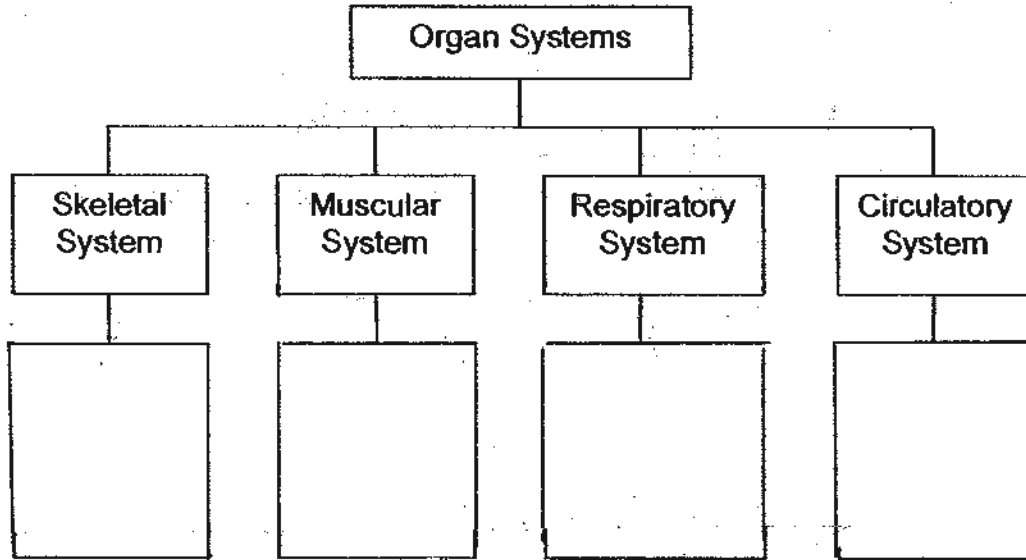 Organ Systems
Skeletal
System
Muscular
System
Respiratory
System
Circulatory
System